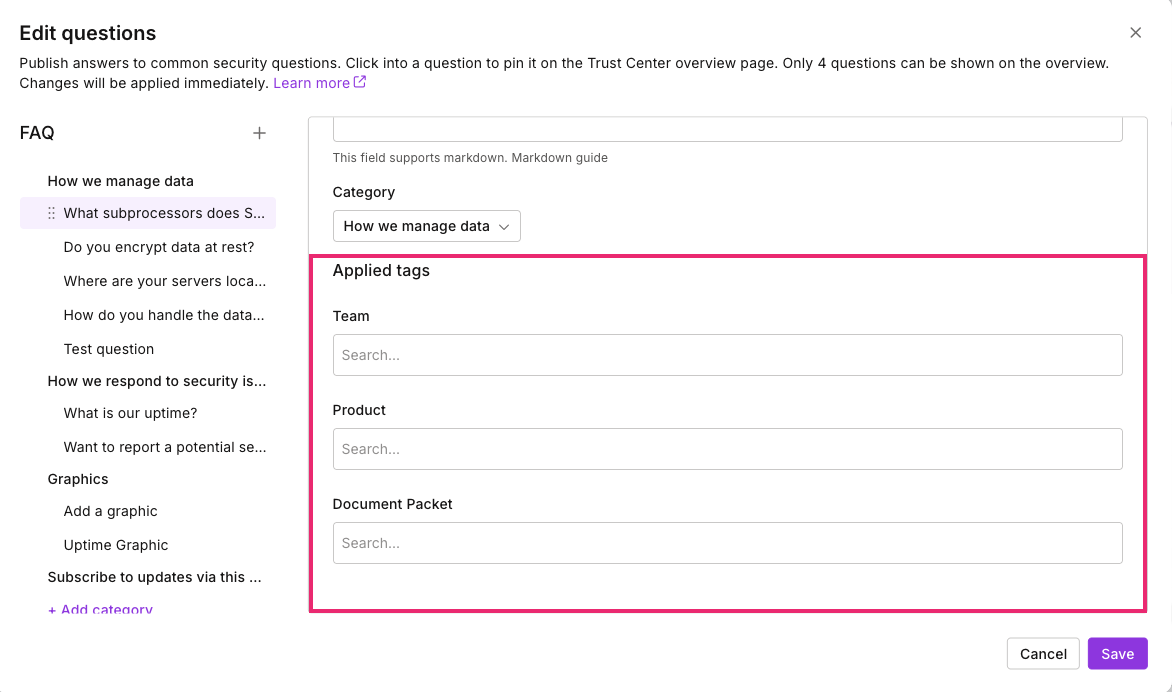 Edit questions
Publish answers to common security questions. Click into a question to pin it on the Trust Center overview page. Only 4 questions can be shown on the overview.
Changes will be applied immediately. Learn more
FAQ
How we manage data
What subprocessors does S...
Do you encrypt data at rest?
Where are your servers loca...
How do you handle the data...
Test question
How we respond to security is...
What is our uptime?
Want to report a potential se...
Graphics
Add a graphic
Uptime Graphic
Subscribe to updates via this ...
+ Add category
This field supports markdown. Markdown guide
Category
How we manage data
Applied tags
Team
Search...
Product
Search...
Document Packet
Search...
Cancel
Save